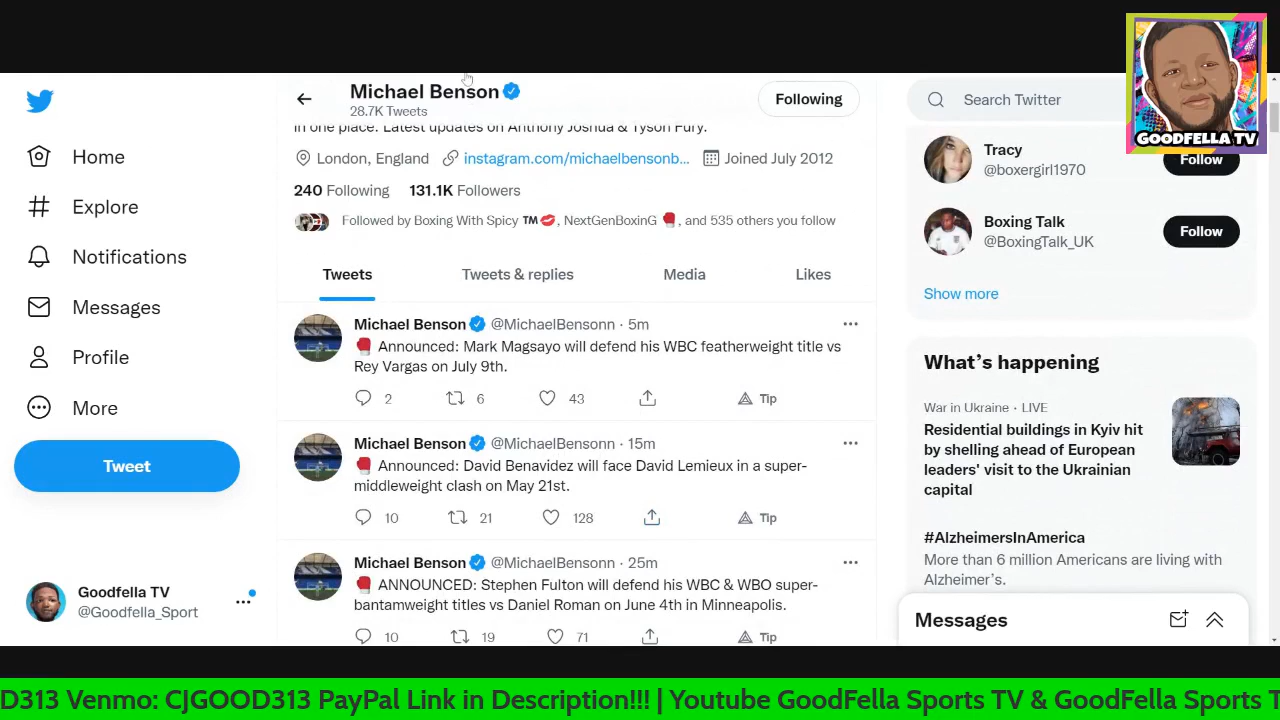 Michael Benson
28.7K Tweets
Following
in one place. Latest updates on Anthony Joshua & Tyson Fury.
London, England
instagram.com/michaelbensonb...
Joined July 2012
240 Following
131.1K Followers
Followed by Boxing With Spicy ™️💋, NextGenBoxinG 🥊, and 535 others you follow
Tweets
Tweets & replies
Media
Likes
Michael Benson @MichaelBensonn · 5m
🥊 Announced: Mark Magsayo will defend his WBC featherweight title vs
Rey Vargas on July 9th.
2
6
43
Tip
Michael Benson @MichaelBensonn · 15m
🥊 Announced: David Benavidez will face David Lemieux in a super-
middleweight clash on May 21st.
10
21
128
Tip
Michael Benson @MichaelBensonn · 25m
🥊 ANNOUNCED: Stephen Fulton will defend his WBC & WBO super-
bantamweight titles vs Daniel Roman on June 4th in Minneapolis.
10
19
71
Tip
Home
Explore
Notifications
Messages
Profile
More
Tweet
Goodfella TV
@Goodfella_Sport
Search Twitter
GOODFELLA TV
Tracy
@boxergirl1970
Follow
Boxing Talk
@BoxingTalk_UK
Follow
Show more
What's happening
War in Ukraine · LIVE
Residential buildings in Kyiv hit
by shelling ahead of European
leaders' visit to the Ukrainian
capital
#AlzheimersInAmerica
More than 6 million Americans are living with
Alzheimer's.
Messages
D313 Venmo: CJGOOD313 PayPal Link in Description!!! | Youtube GoodFella Sports TV & GoodFella Sports T